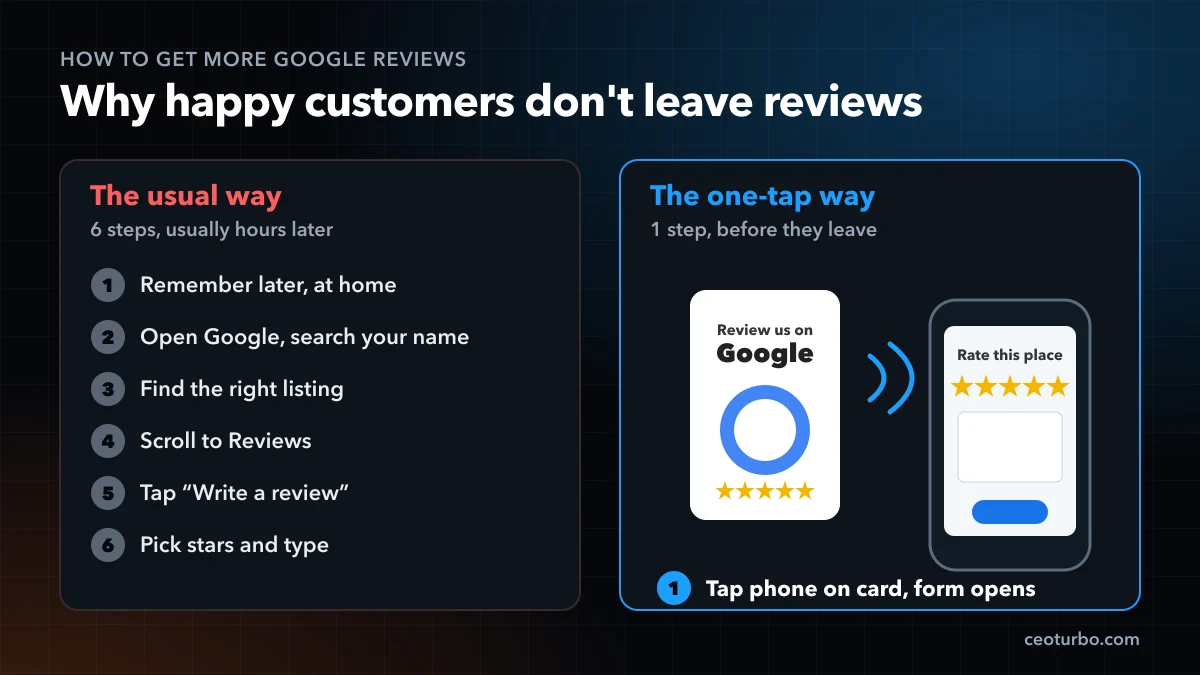 HOW TO GET MORE GOOGLE REVIEWS
Why happy customers don't leave reviews
The usual way
6 steps, usually hours later
1 Remember later, at home
2 Open Google, search your name
3 Find the right listing
4 Scroll to Reviews
5 Tap “Write a review”
6 Pick stars and type
The one-tap way
1 step, before they leave
Review us on
Google
Rate this place
1 Tap phone on card, form opens
ceoturbo.com